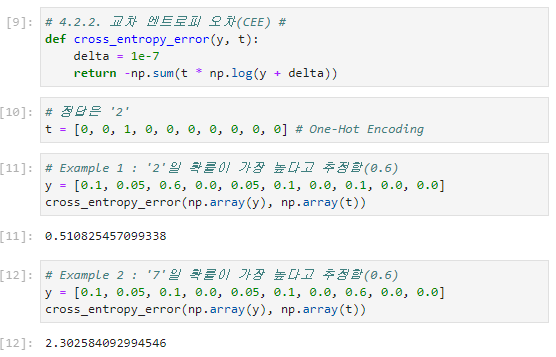 [9]:
# 4.2.2. 교차 엔트로피 오차(CEE) #
def cross_entropy_error(y, t):
    delta = 1e-7
    return -np.sum(t * np.log(y + delta))
[10]:
# 정답은 '2'
t = [0, 0, 1, 0, 0, 0, 0, 0, 0, 0] # One-Hot Encoding
[11]:
# Example 1 : '2'일 확률이 가장 높다고 추정함(0.6)
y = [0.1, 0.05, 0.6, 0.0, 0.05, 0.1, 0.0, 0.1, 0.0, 0.0]
cross_entropy_error(np.array(y), np.array(t))
[11]:
0.510825457099338
[12]:
# Example 2 : '7'일 확률이 가장 높다고 추정함(0.6)
y = [0.1, 0.05, 0.1, 0.0, 0.05, 0.1, 0.0, 0.6, 0.0, 0.0]
cross_entropy_error(np.array(y), np.array(t))
[12]:
2.302584092994546